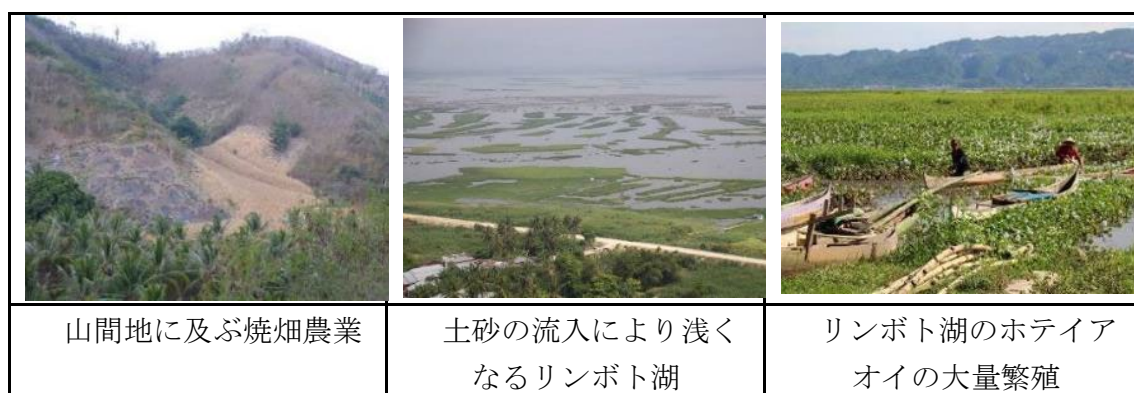 山間地に及ぶ焼畑農業
土砂の流入により浅く
なるリンボト湖
リンボト湖のホテイア
オイの大量繁殖